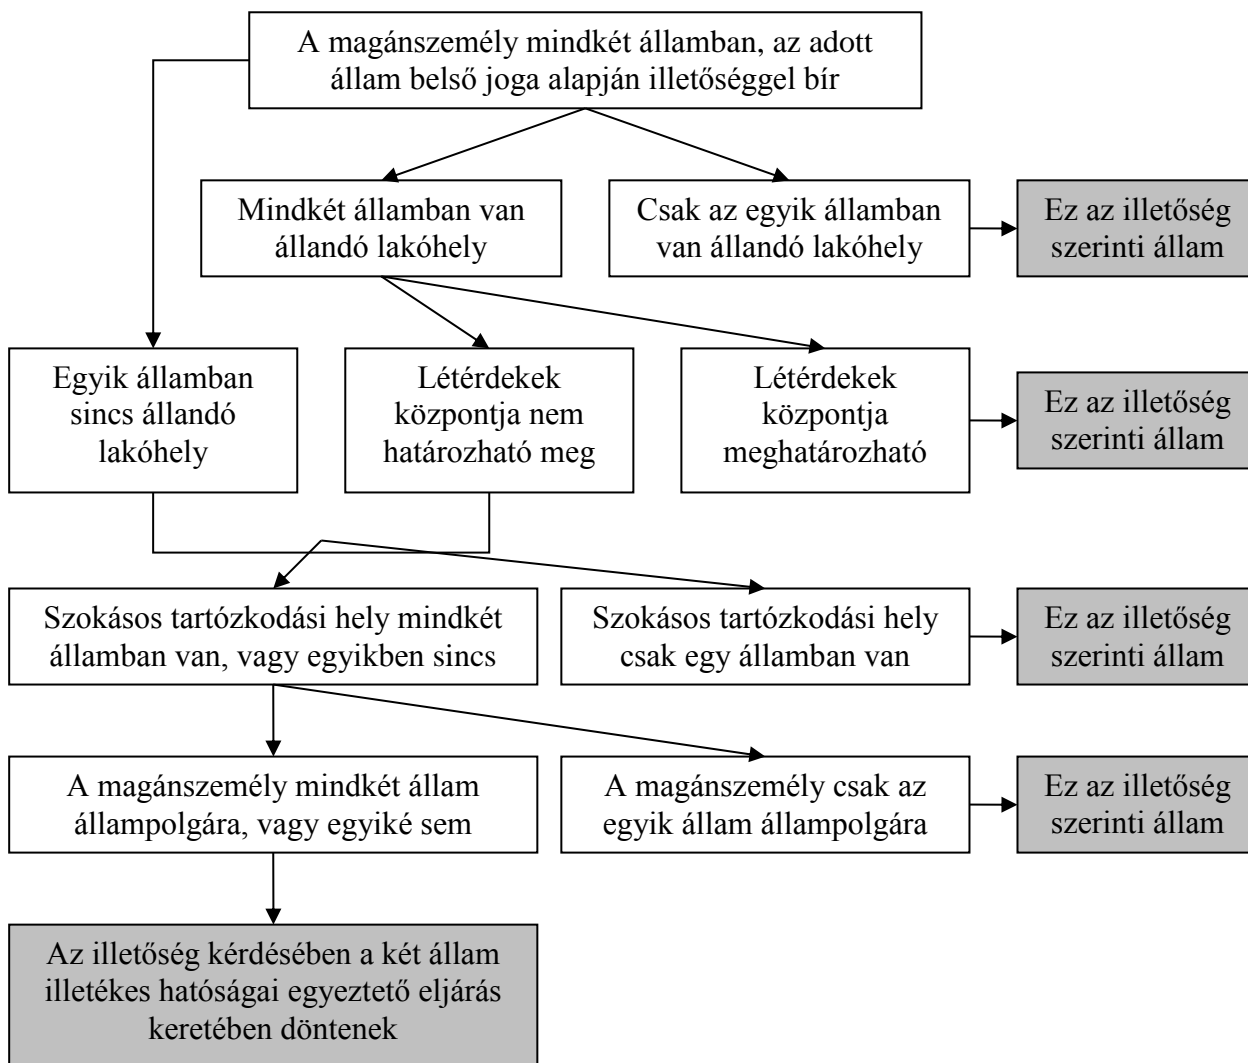 A magánszemély mindkét államban, az adott
állam belső joga alapján illetőséggel bír
Mindkét államban van
állandó lakóhely
Csak az egyik államban
van állandó lakóhely
Ez az illetőség
szerinti állam
Egyik államban
sincs állandó
lakóhely
Létérdekek
központja nem
határozható meg
Létérdekek
központja
meghatározható
Ez az illetőség
szerinti állam
Szokásos tartózkodási hely mindkét
államban van, vagy egyikben sincs
Szokásos tartózkodási hely
csak egy államban van
Ez az illetőség
szerinti állam
A magánszemély mindkét állam
állampolgára, vagy egyiké sem
A magánszemély csak az
egyik állam állampolgára
Ez az illetőség
szerinti állam
Az illetőség kérdésében a két állam
illetékes hatóságai egyeztető eljárás
keretében döntenek